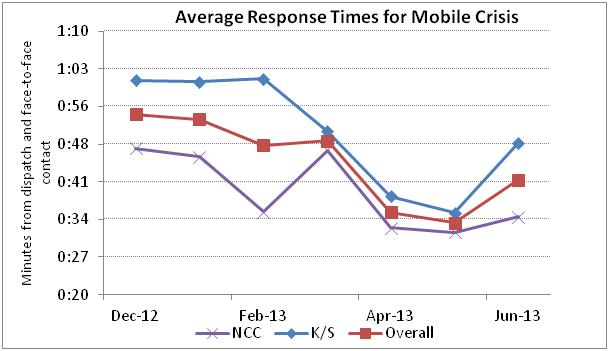 Average Response Times for Mobile Crisis
Minutes from dispatch and face-to-face
contact
1:10
1:03
0:56
0:48
0:41
0:34
0:27
0:20
Dec-12 Feb-13 Apr-13 Jun-13
NCC K/S Overall